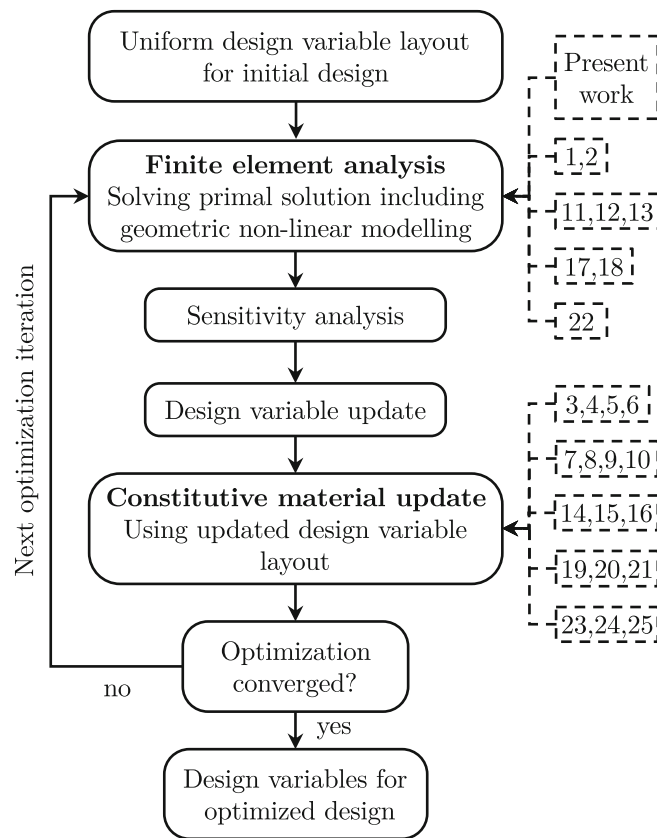 Uniform design variable layout
for initial design
Present
work
Finite element analysis
Solving primal solution including
geometric non-linear modelling
1,2
11,12,13
17,18
22
Sensitivity analysis
Design variable update
Next optimization iteration
Constitutive material update
Using updated design variable
layout
3,4,5,6
7,8,9,10
14,15,16
19,20,21
23,24,25
Optimization
converged?
no
yes
Design variables for
optimized design